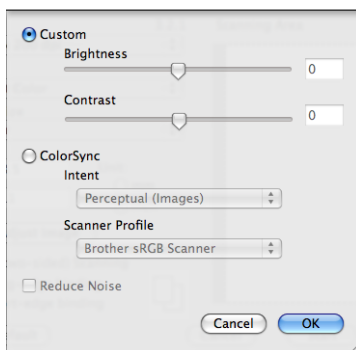 Custom
Brightness
0
Contrast
0
ColorSync
Intent
Perceptual (Images)
Scanner Profile
Brother sRGB Scanner
Reduce Noise
Cancel OK